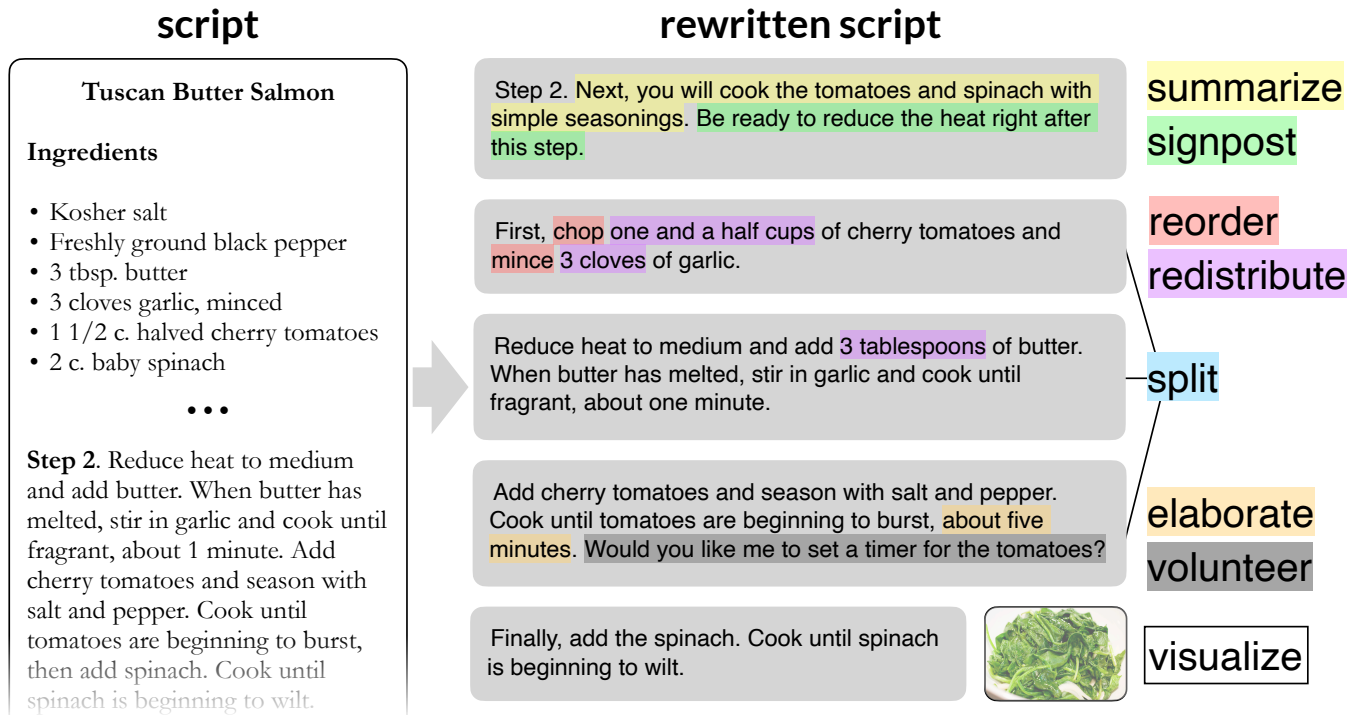 script
Tuscan Butter Salmon
Ingredients
• Kosher salt
• Freshly ground black pepper
• 3 tbsp. butter
• 3 cloves garlic, minced
• 1 1/2 c. halved cherry tomatoes
• 2 c. baby spinach
•••
Step 2. Reduce heat to medium
and add butter. When butter has
melted, stir in garlic and cook until
fragrant, about 1 minute. Add
cherry tomatoes and season with
salt and pepper. Cook until
tomatoes are beginning to burst,
then add spinach. Cook until
spinach is beginning to wilt.
rewritten script
Step 2. Next, you will cook the tomatoes and spinach with
simple seasonings. Be ready to reduce the heat right after
this step.
summarize
signpost
First, chop one and a half cups of cherry tomatoes and
mince 3 cloves of garlic.
reorder
redistribute
Reduce heat to medium and add 3 tablespoons of butter.
When butter has melted, stir in garlic and cook until
fragrant, about one minute.
split
Add cherry tomatoes and season with salt and pepper.
Cook until tomatoes are beginning to burst, about five
minutes. Would you like me to set a timer for the tomatoes?
elaborate
volunteer
Finally, add the spinach. Cook until spinach
is beginning to wilt.
visualize